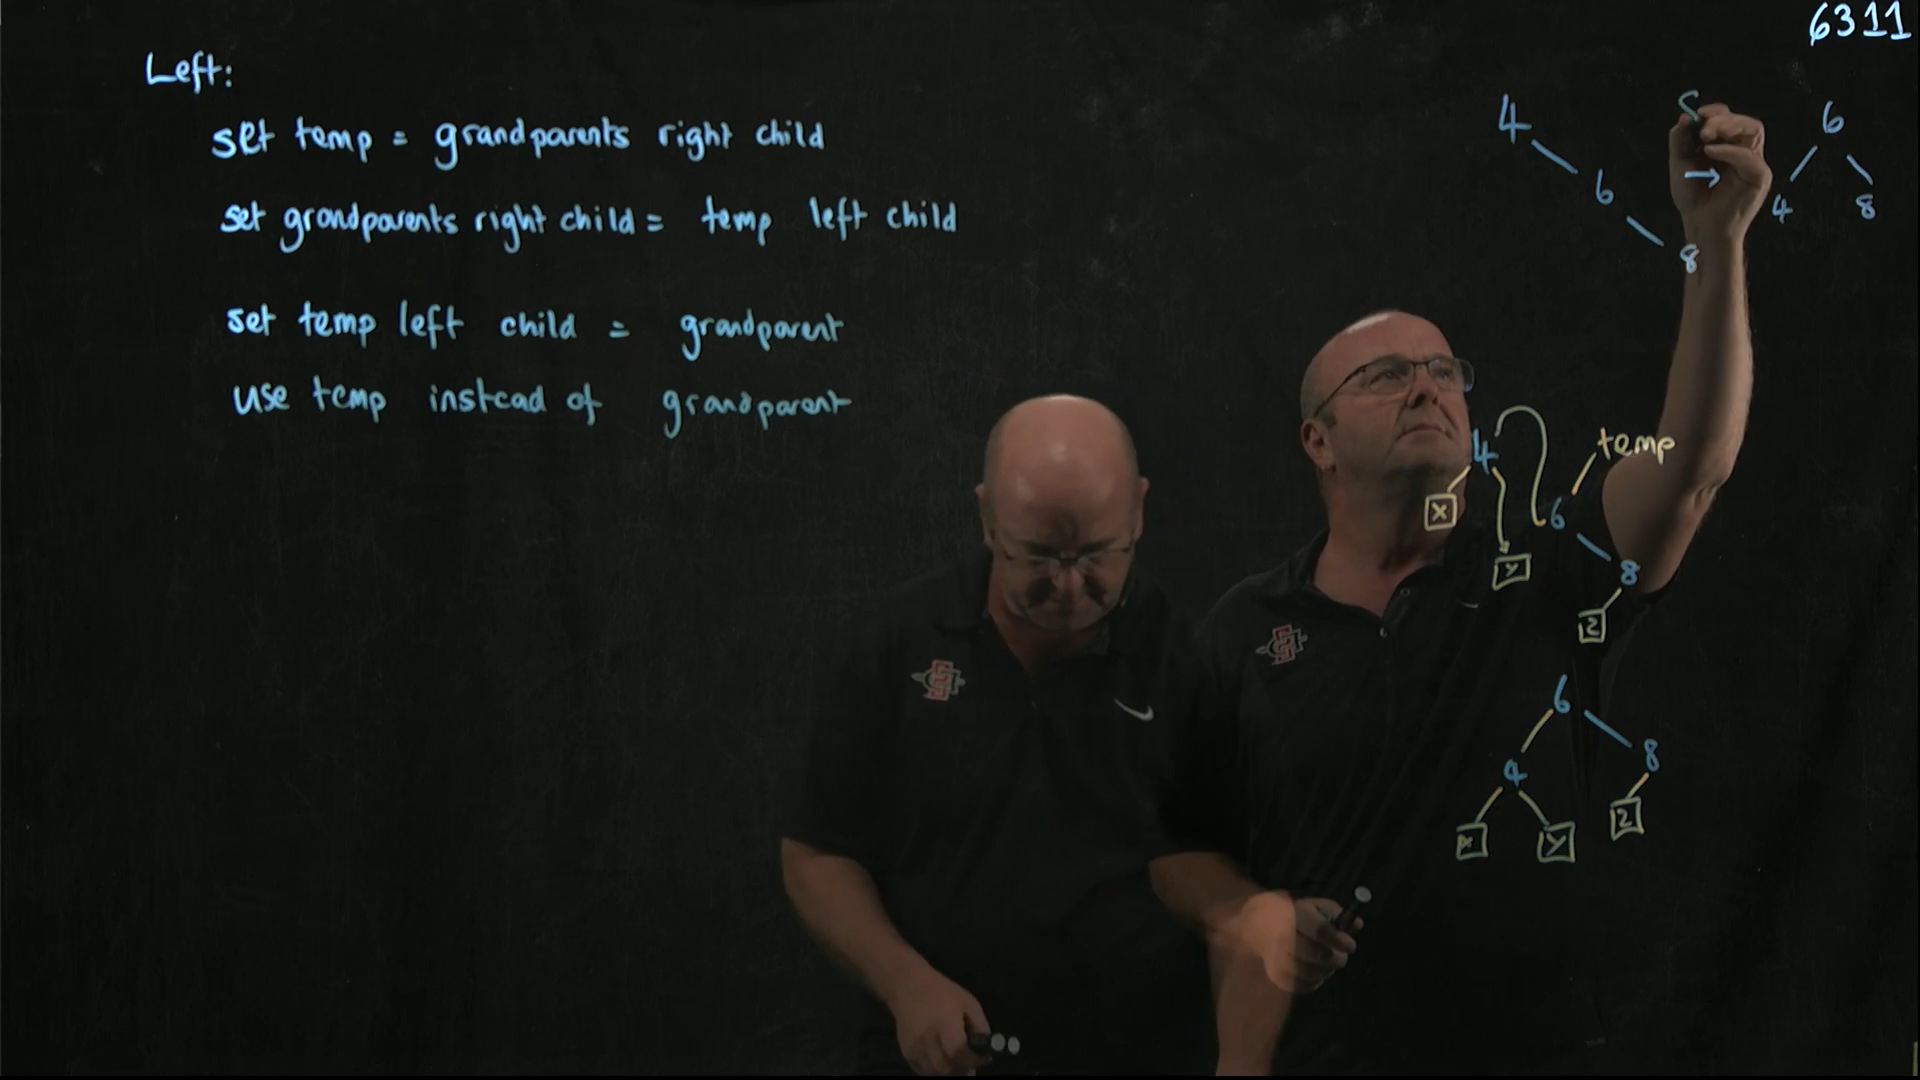 6311
Left:
set temp = grandparents right child
set grandparents right child = temp left child
set temp left child = grandparent
use temp instead of grandparent
4
6
8
→
S
6
4 8
4
temp
x
6
y
8
z
6
4
8
x
y
z